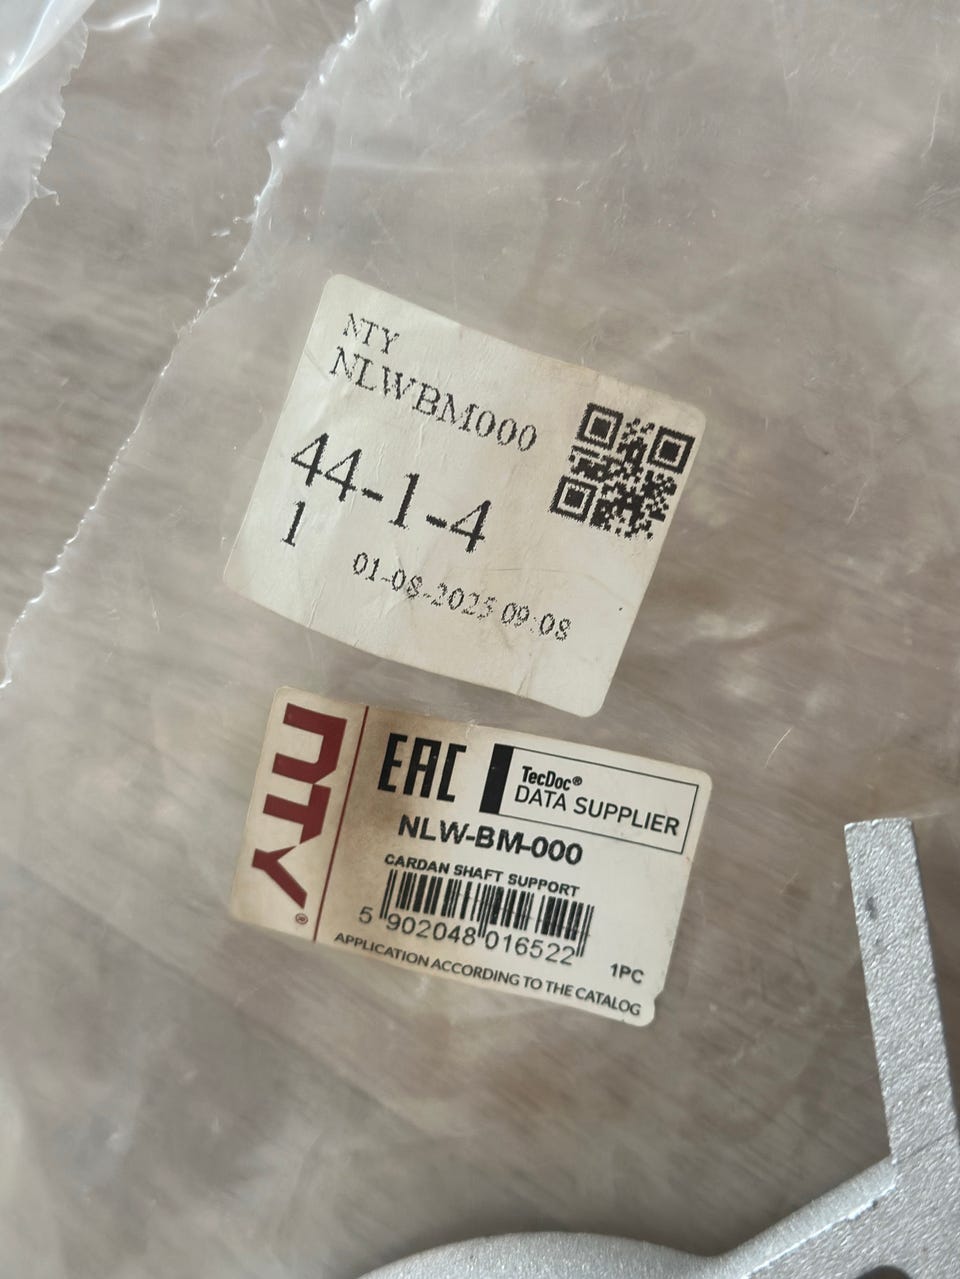 NTY
NLWBM000
44-1-4
1
01-08-2025 09:08
NTY®
EAC
TecDoc®
DATA SUPPLIER
NLW-BM-000
CARDAN SHAFT SUPPORT
5 902048 016522
1PC
APPLICATION ACCORDING TO THE CATALOG